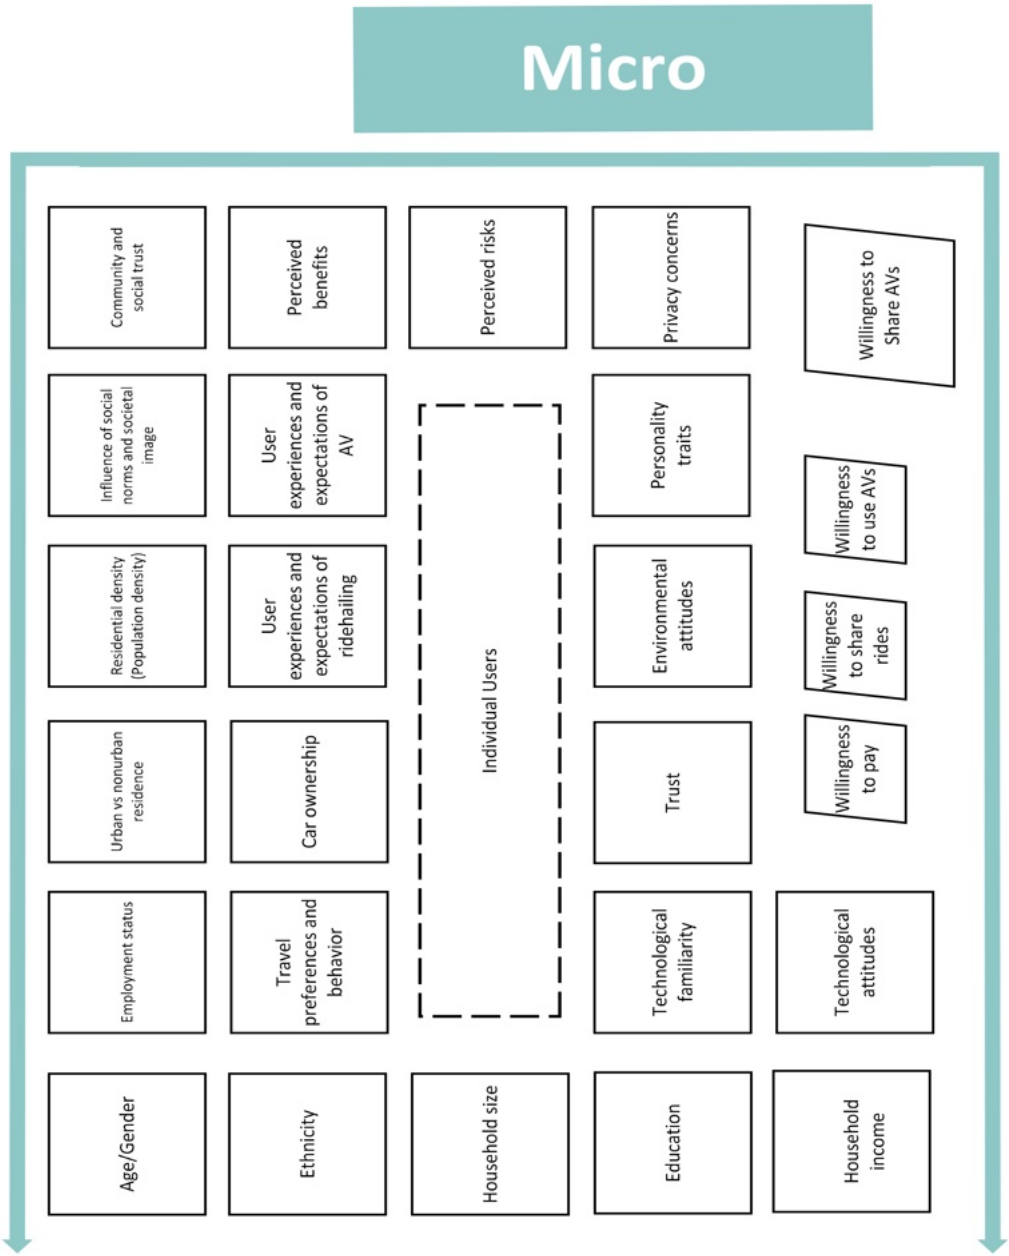 Micro
Community and
social trust
Perceived
benefits
Perceived risks
Privacy concerns
Willingness to
Share AVs
Influence of social
norms and societal
image
User
experiences and
expectations of
AV
Personality
traits
Willingness
to use AVs
Residential density
(Population density)
User
experiences and
expectations of
ridehailing
Individual Users
Environmental
attitudes
Willingness
to share
rides
Urban vs nonurban
residence
Car ownership
Trust
Willingness
to pay
Employment status
Travel
preferences and
behavior
Technological
familiarity
Technological
attitudes
Age/Gender
Ethnicity
Household size
Education
Household
income